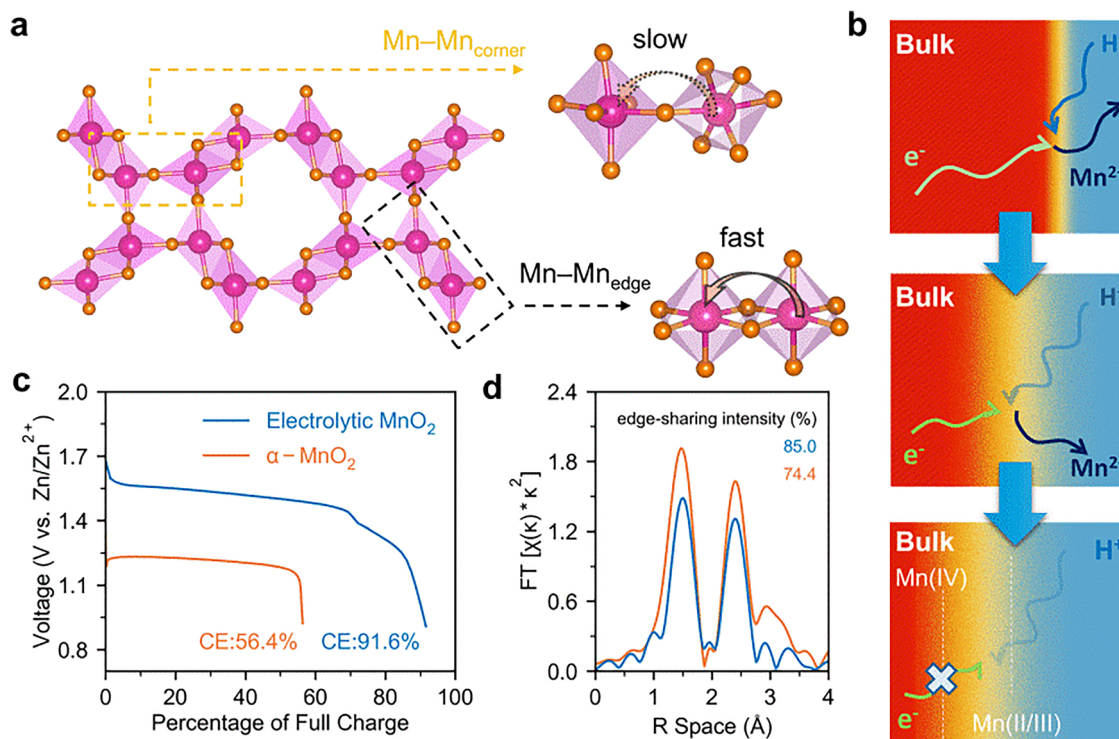 a
Mn–Mncorner
slow
fast
Mn–Mnedge
b
Bulk
H
e-
Mn2+
Bulk
H+
e-
Mn2
Bulk
Mn(IV)
H+
e-
Mn(II/III)
c
2.0
1.7
1.4
1.1
0.8
Voltage (V vs. Zn/Zn2+)
Electrolytic MnO2
α–MnO2
CE:56.4% CE:91.6%
0 20 40 60 80 100
Percentage of Full Charge
d
2.4
1.8
1.2
0.6
0.0
FT [χ(κ)*κ2]
edge-sharing intensity (%)
85.0
74.4
0 1 2 3 4
R Space (Å)